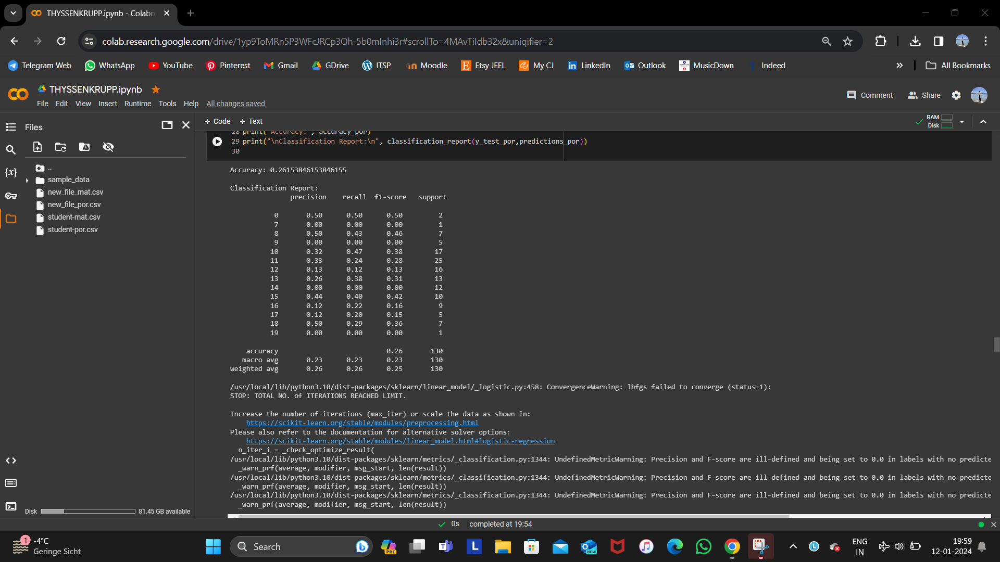 THYSSENKRUPP.ipynb - Colabo
colab.research.google.com/drive/1yp9ToMRn5P3WFcJRCp3Qh-5b0mInhi3r#scrollTo=4MAvTiIdb32x&uniqifier=2
Telegram Web WhatsApp YouTube Pinterest Gmail GDrive ITSP Moodle Etsy JEEL My CJ LinkedIn Outlook MusicDown Indeed » All Bookmarks
THYSSENKRUPP.ipynb
File Edit View Insert Runtime Tools Help All changes saved
Comment Share
Files
+ Code + Text
RAM
Disk
28 print("Accuracy:", accuracy_por)
29 print("\nClassification Report:\n", classification_report(y_test_por,predictions_por))
30
..
sample_data
new_file_mat.csv
new_file_por.csv
student-mat.csv
student-por.csv
Accuracy: 0.26153846153846155
Classification Report:
precision recall f1-score support
0 0.50 0.50 0.50 2
7 0.00 0.00 0.00 1
8 0.50 0.43 0.46 7
9 0.00 0.00 0.00 5
10 0.32 0.47 0.38 17
11 0.33 0.24 0.28 25
12 0.13 0.12 0.13 16
13 0.26 0.38 0.31 13
14 0.00 0.00 0.00 12
15 0.44 0.40 0.42 10
16 0.12 0.22 0.16 9
17 0.12 0.20 0.15 5
18 0.50 0.29 0.36 7
19 0.00 0.00 0.00 1
accuracy 0.26 130
macro avg 0.23 0.23 0.23 130
weighted avg 0.26 0.26 0.25 130
/usr/local/lib/python3.10/dist-packages/sklearn/linear_model/_logistic.py:458: ConvergenceWarning: lbfgs failed to converge (status=1):
STOP: TOTAL NO. of ITERATIONS REACHED LIMIT.
Increase the number of iterations (max_iter) or scale the data as shown in:
https://scikit-learn.org/stable/modules/preprocessing.html
Please also refer to the documentation for alternative solver options:
https://scikit-learn.org/stable/modules/linear_model.html#logistic-regression
n_iter_i = _check_optimize_result(
/usr/local/lib/python3.10/dist-packages/sklearn/metrics/_classification.py:1344: UndefinedMetricWarning: Precision and F-score are ill-defined and being set to 0.0 in labels with no predicte
_warn_prf(average, modifier, msg_start, len(result))
/usr/local/lib/python3.10/dist-packages/sklearn/metrics/_classification.py:1344: UndefinedMetricWarning: Precision and F-score are ill-defined and being set to 0.0 in labels with no predicte
_warn_prf(average, modifier, msg_start, len(result))
/usr/local/lib/python3.10/dist-packages/sklearn/metrics/_classification.py:1344: UndefinedMetricWarning: Precision and F-score are ill-defined and being set to 0.0 in labels with no predicte
_warn_prf(average, modifier, msg_start, len(result))
Disk 81.45 GB available
0s completed at 19:54
1
-4°C
Geringe Sicht
Search
PRE
L
NEW
ENG
IN
19:59
12-01-2024